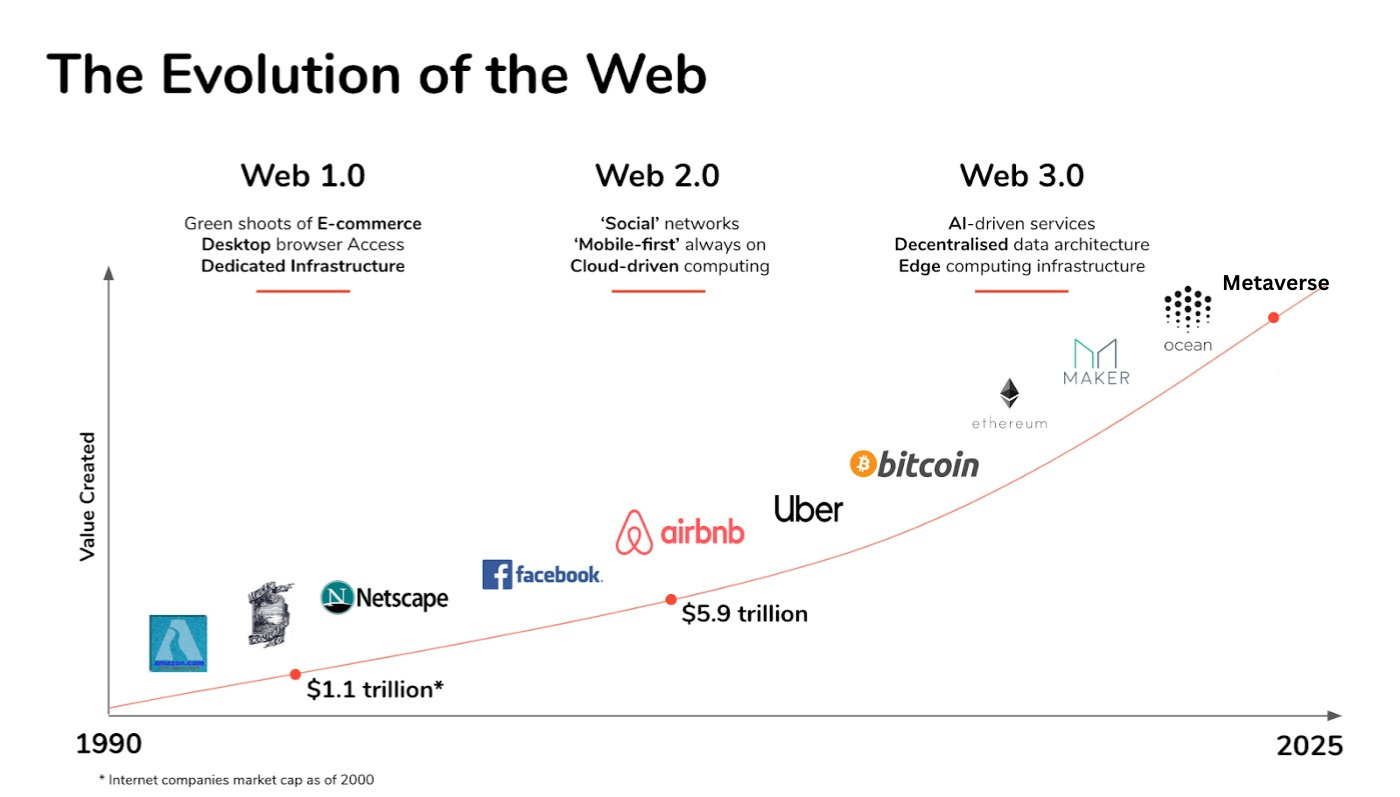 The Evolution of the Web
Web 1.0
Green shoots of E-commerce
Desktop browser Access
Dedicated Infrastructure
Web 2.0
‘Social’ networks
‘Mobile-first’ always on
Cloud-driven computing
Web 3.0
AI-driven services
Decentralised data architecture
Edge computing infrastructure
Metaverse
ocean
MAKER
ethereum
bitcoin
Uber
airbnb
facebook.
Netscape
amazon.com
Value Created
$5.9 trillion
$1.1 trillion*
1990
2025
* Internet companies market cap as of 2000